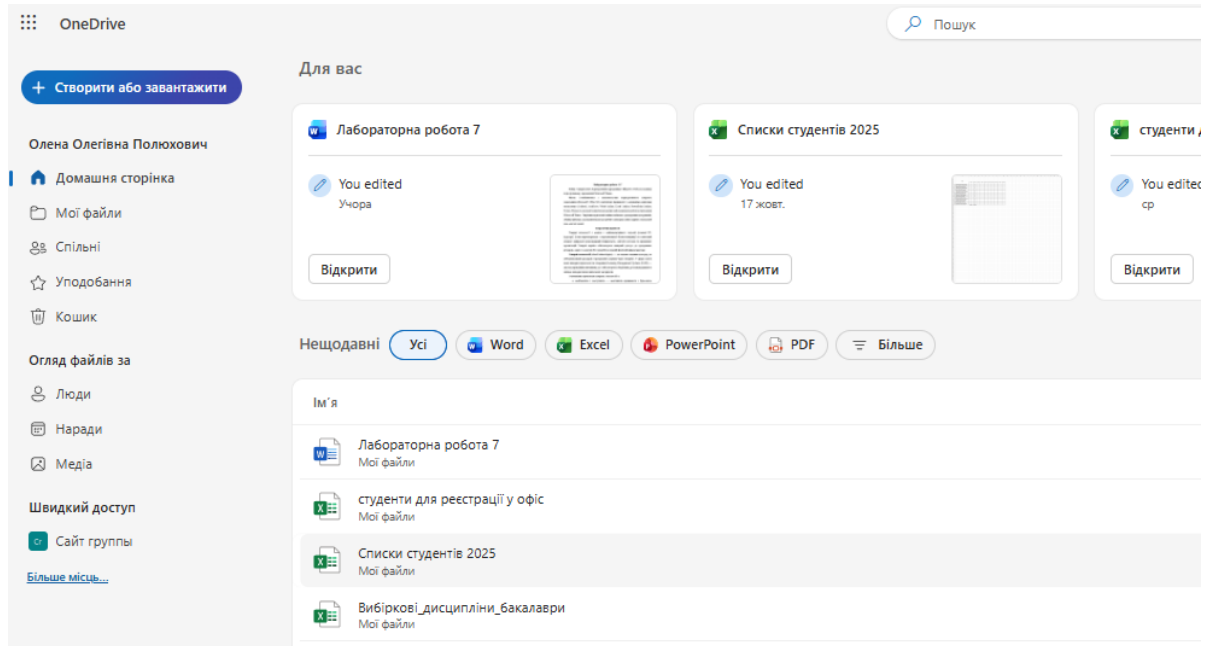 OneDrive
Пошук
Створити або завантажити
Олена Олегівна Полюхович
Домашня сторінка
Мої файли
Спільні
Уподобання
Кошик
Огляд файлів за
Люди
Наради
Медіа
Швидкий доступ
Сг Сайт группы
Більше місць...
Для вас
Лабораторна робота 7
You edited
Учора
Відкрити
Списки студентів 2025
You edited
17 жовт.
Відкрити
студенти
You edited
ср
Відкрити
Нещодавні Усі Word Excel PowerPoint PDF Більше
Ім'я
Лабораторна робота 7
Мої файли
студенти для реєстрації у офіс
Мої файли
Списки студентів 2025
Мої файли
Вибіркові_дисципліни_бакалаври
Мої файли